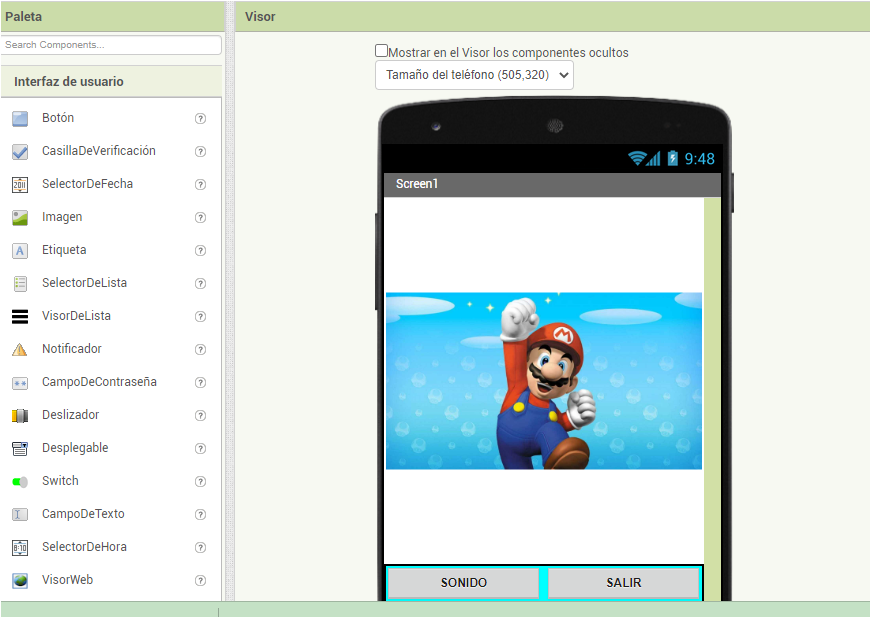 Paleta
Search Components...
Interfaz de usuario
Botón
CasillaDeVerificación
SelectorDeFecha
Imagen
Etiqueta
SelectorDeLista
VisorDeLista
Notificador
CampoDeContraseña
Deslizador
Desplegable
Switch
CampoDeTexto
SelectorDeHora
VisorWeb
Visor
Mostrar en el Visor los componentes ocultos
Tamaño del teléfono (505,320)
9:48
Screen1
M
SONIDO
SALIR